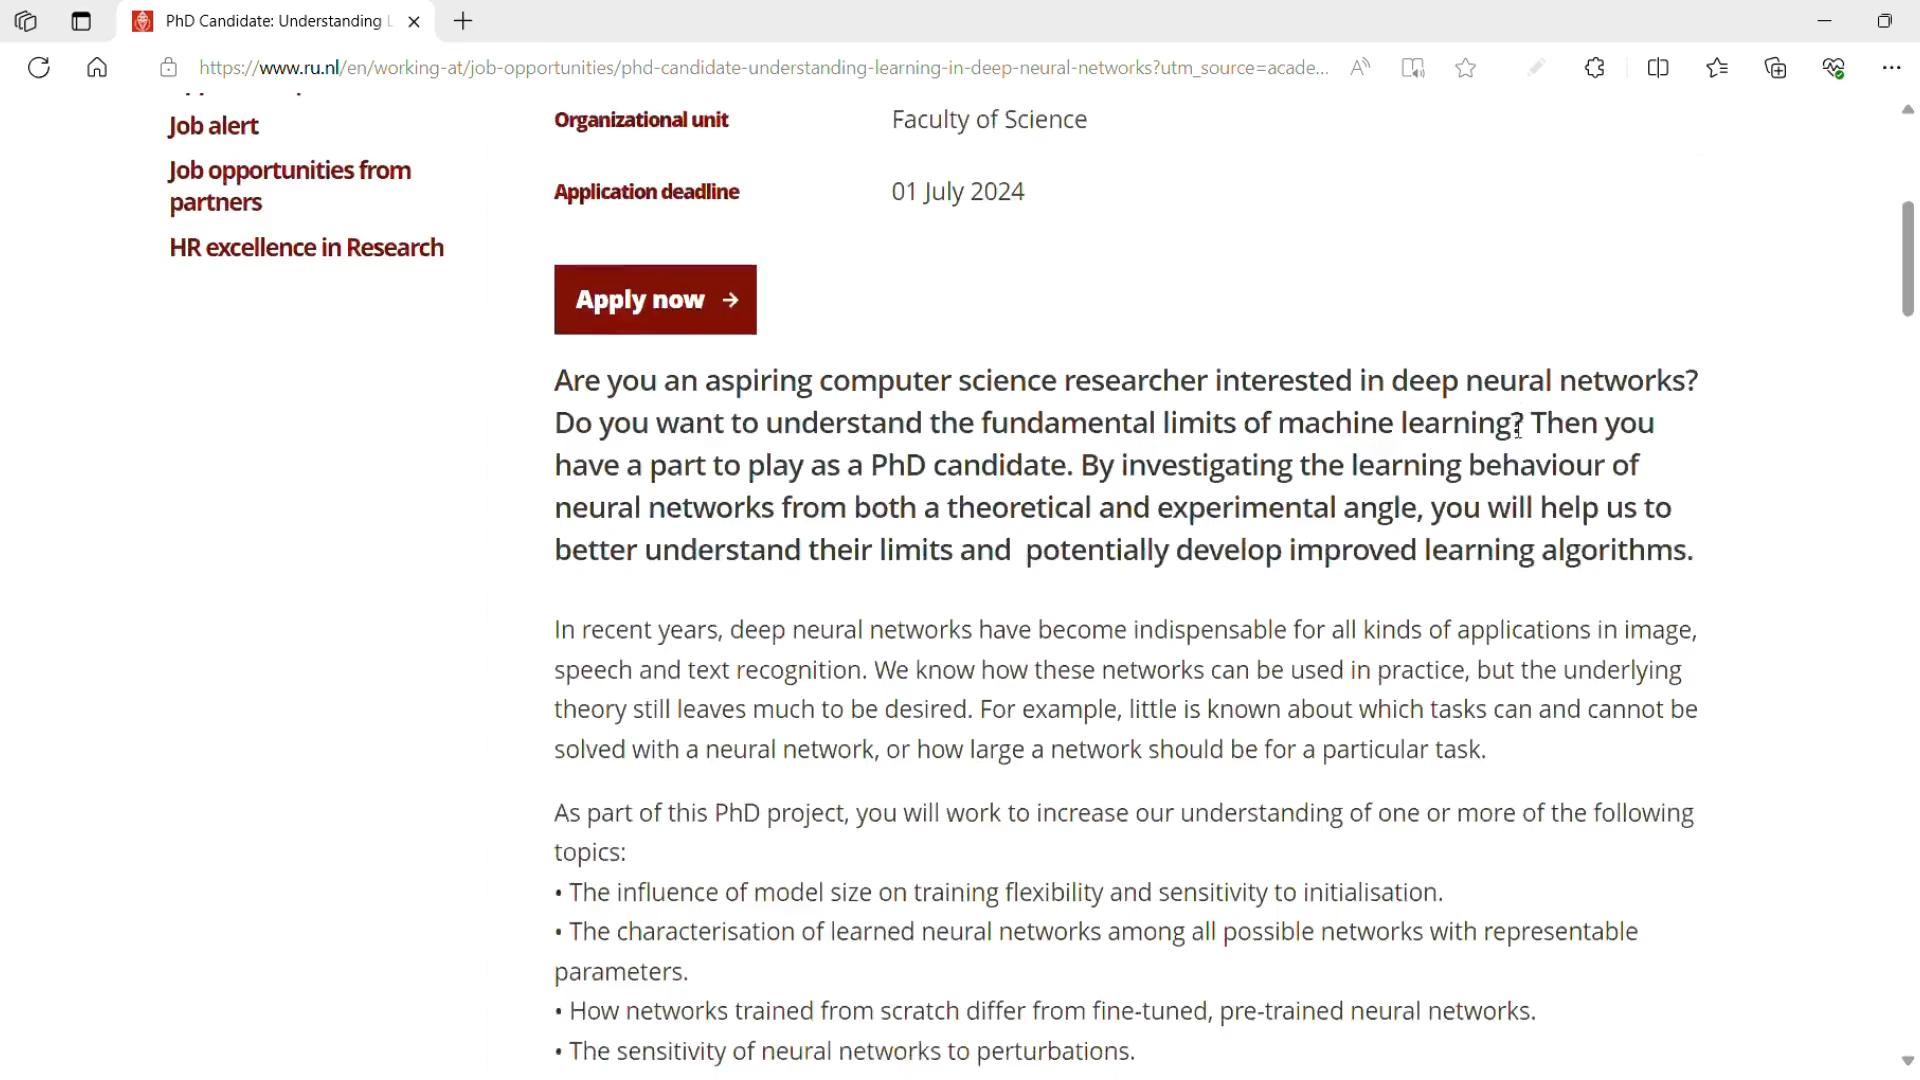 PhD Candidate: Understanding L
https://www.ru.nl/en/working-at/job-opportunities/phd-candidate-understanding-learning-in-deep-neural-networks?utm_source=acade...
Job alert
Job opportunities from
partners
HR excellence in Research
Organizational unit
Faculty of Science
Application deadline
01 July 2024
Apply now →
Are you an aspiring computer science researcher interested in deep neural networks?
Do you want to understand the fundamental limits of machine learning? Then you
have a part to play as a PhD candidate. By investigating the learning behaviour of
neural networks from both a theoretical and experimental angle, you will help us to
better understand their limits and potentially develop improved learning algorithms.
In recent years, deep neural networks have become indispensable for all kinds of applications in image,
speech and text recognition. We know how these networks can be used in practice, but the underlying
theory still leaves much to be desired. For example, little is known about which tasks can and cannot be
solved with a neural network, or how large a network should be for a particular task.
As part of this PhD project, you will work to increase our understanding of one or more of the following
topics:
• The influence of model size on training flexibility and sensitivity to initialisation.
• The characterisation of learned neural networks among all possible networks with representable
parameters.
• How networks trained from scratch differ from fine-tuned, pre-trained neural networks.
• The sensitivity of neural networks to perturbations.